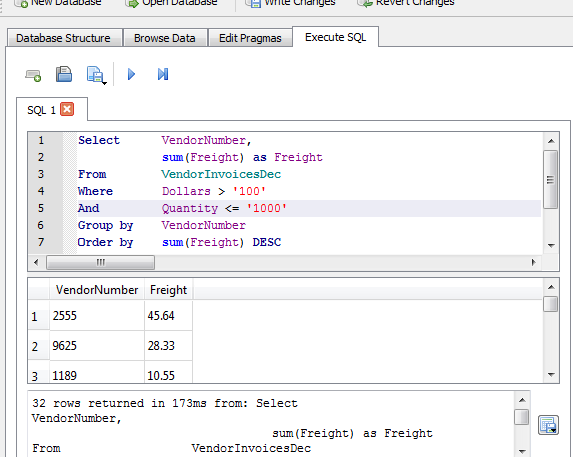 New Database Open Database Write Changes Revert Changes
Database Structure Browse Data Edit Pragmas Execute SQL
SQL 1
1 Select VendorNumber,
2 sum(Freight) as Freight
3 From VendorInvoicesDec
4 Where Dollars > '100'
5 And Quantity <= '1000'
6 Group by VendorNumber
7 Order by sum(Freight) DESC
VendorNumber Freight
1 2555 45.64
2 9625 28.33
3 1189 10.55
32 rows returned in 173ms from: Select
VendorNumber,
sum(Freight) as Freight
From VendorInvoicesDec